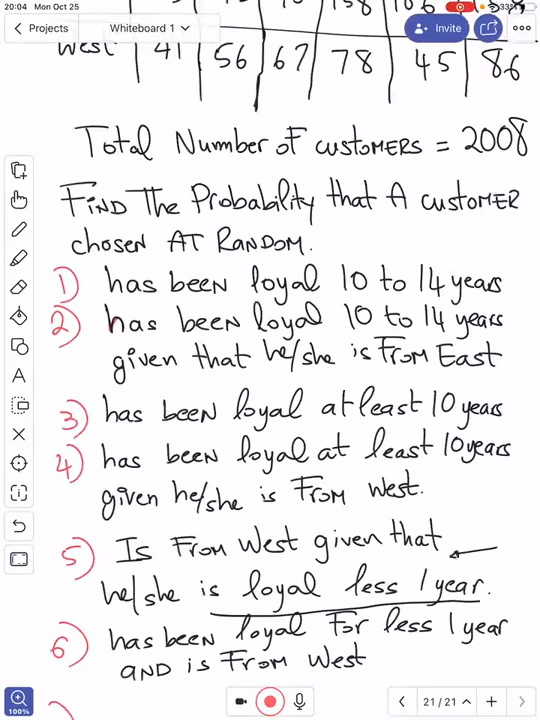 20:04 Mon Oct 25
33%
Projects
Whiteboard 1
Invite
West 41 56 67 78 45 86
Total Number of customers = 2008
Find The Probability that A customer
chosen AT RANDOM.
1) has been loyal 10 to 14 years
2) has been loyal 10 to 14 years
given that he/she is From East
3) has been loyal at least 10 years
4) has been loyal at least 10 years
given he/she is From West.
5) Is From West given that
he/she is loyal less 1 year.
6) has been loyal For less 1 year
AND is From West
100%
21/21